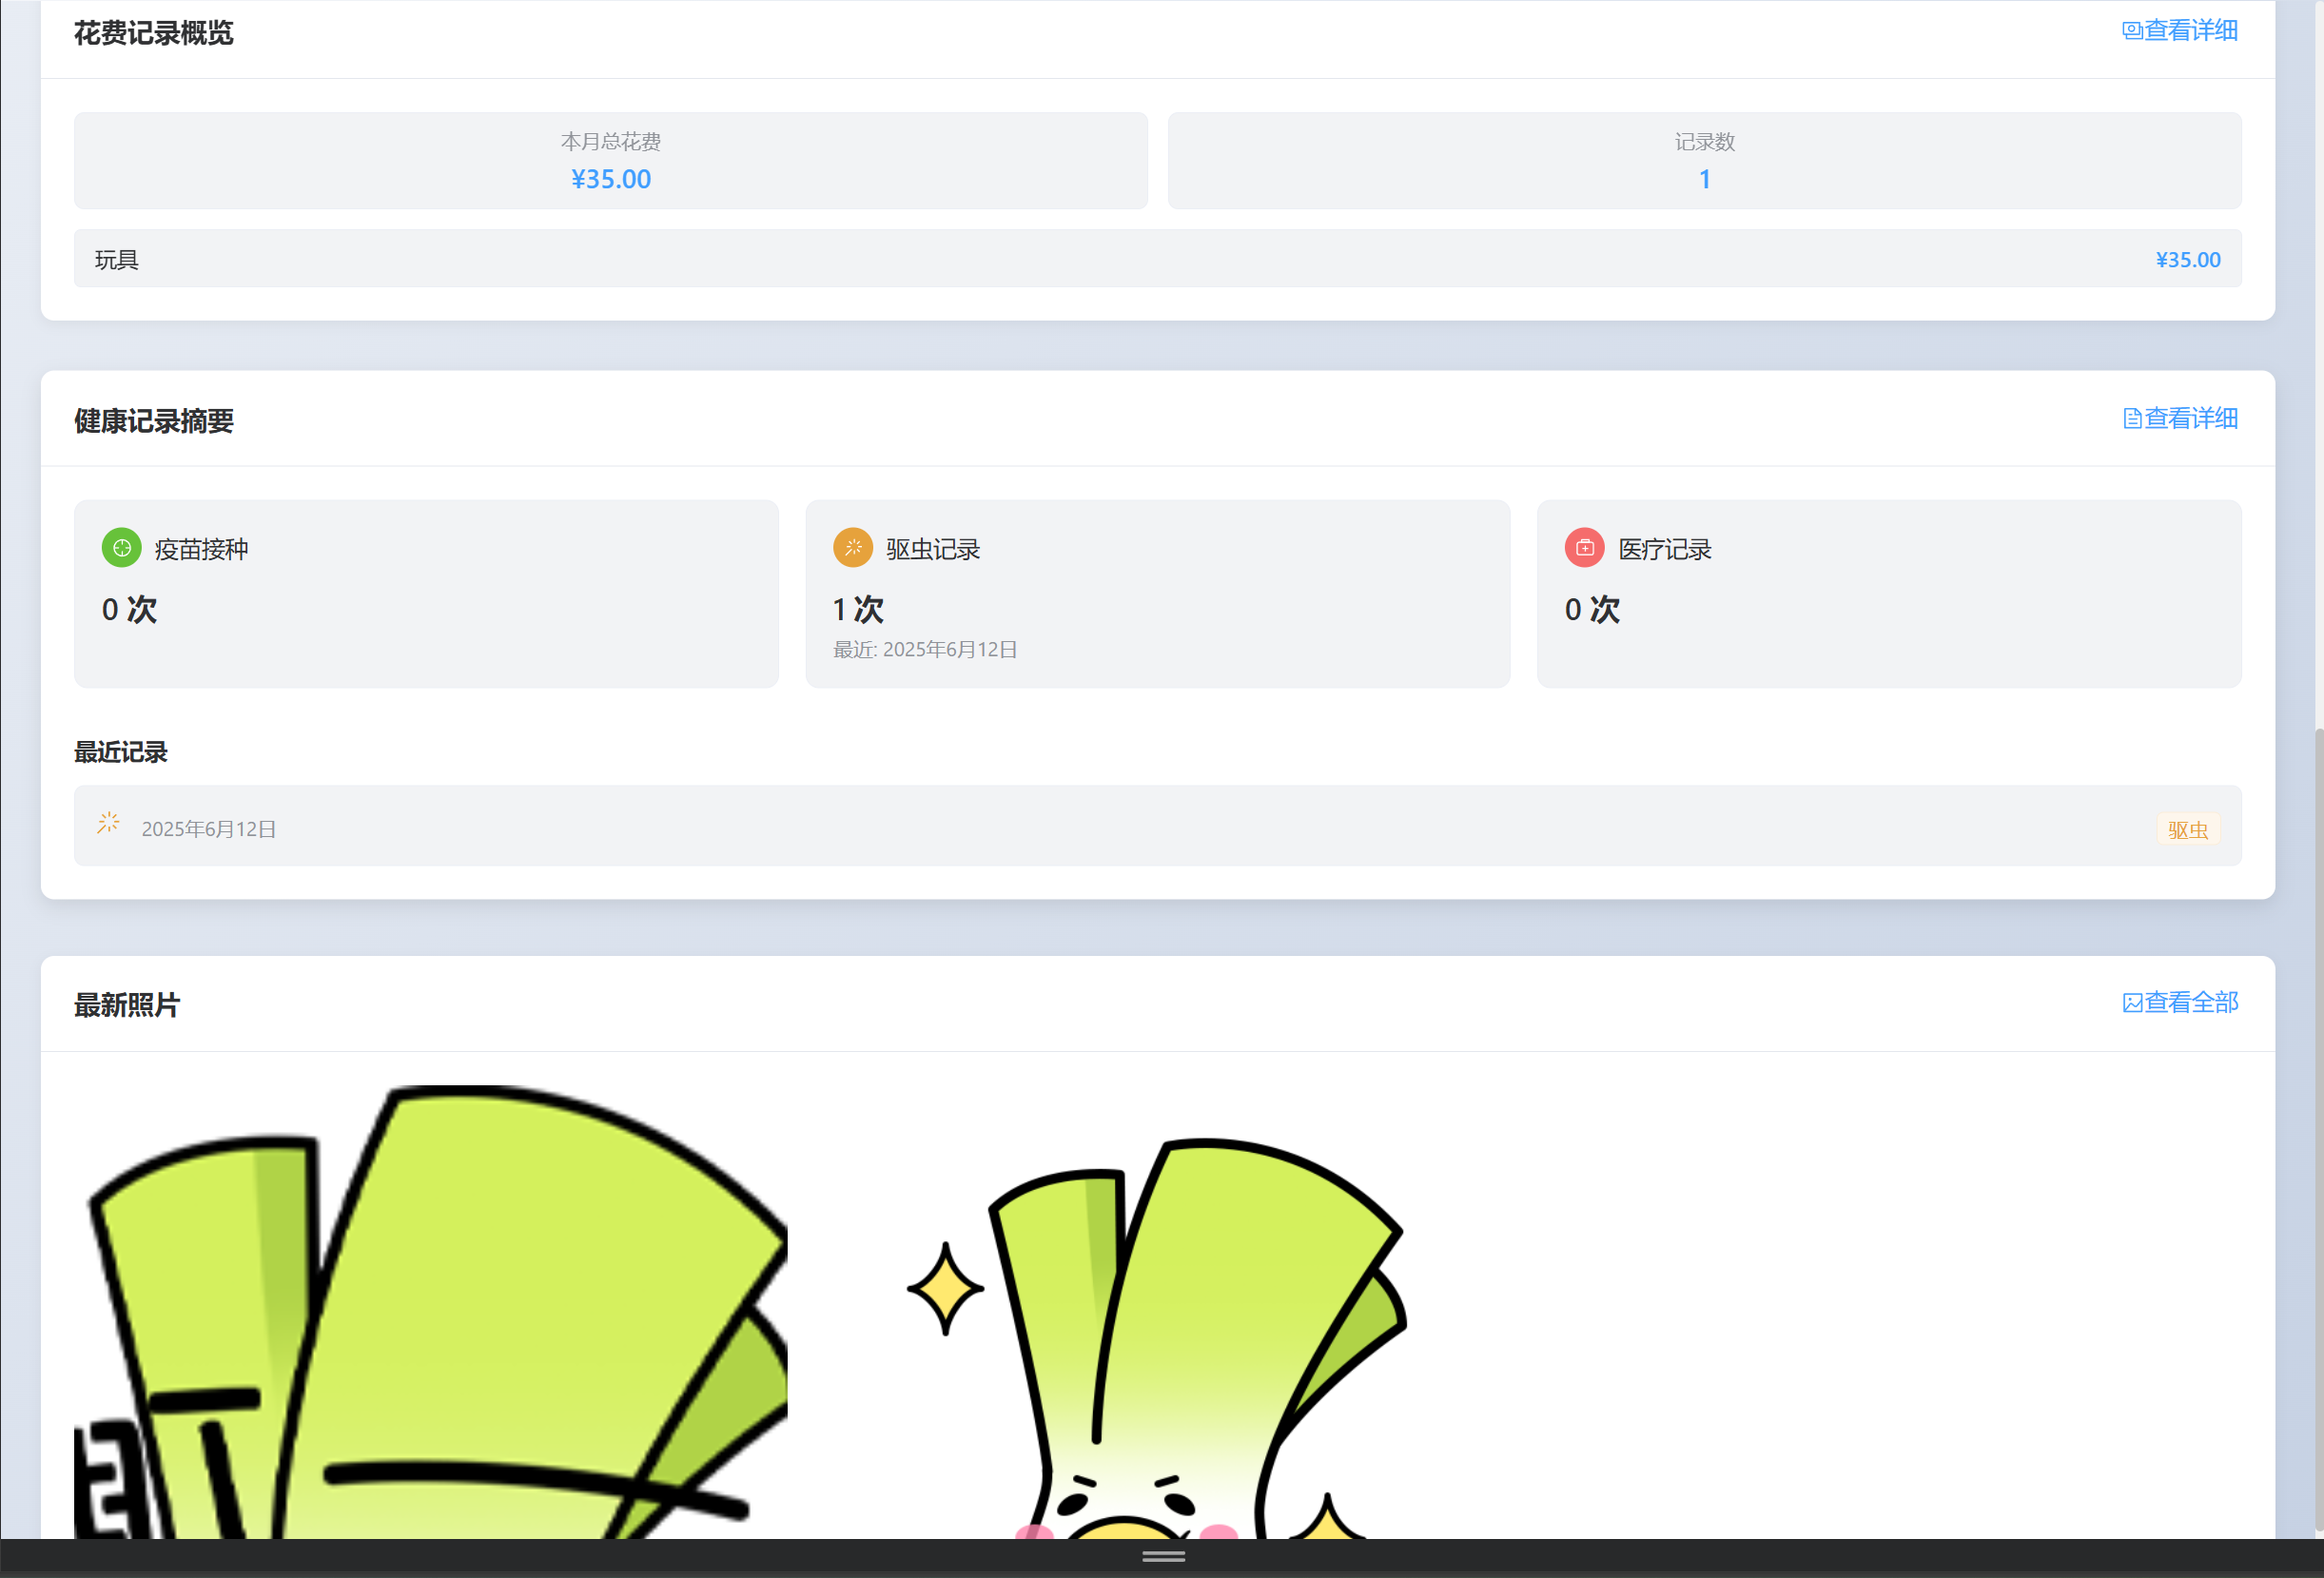 花费记录概览
查看详细
本月总花费
¥35.00
记录数
1
玩具
¥35.00
健康记录摘要
查看详细
疫苗接种
0 次
驱虫记录
1 次
最近: 2025年6月12日
医疗记录
0 次
最近记录
2025年6月12日
驱虫
最新照片
查看全部